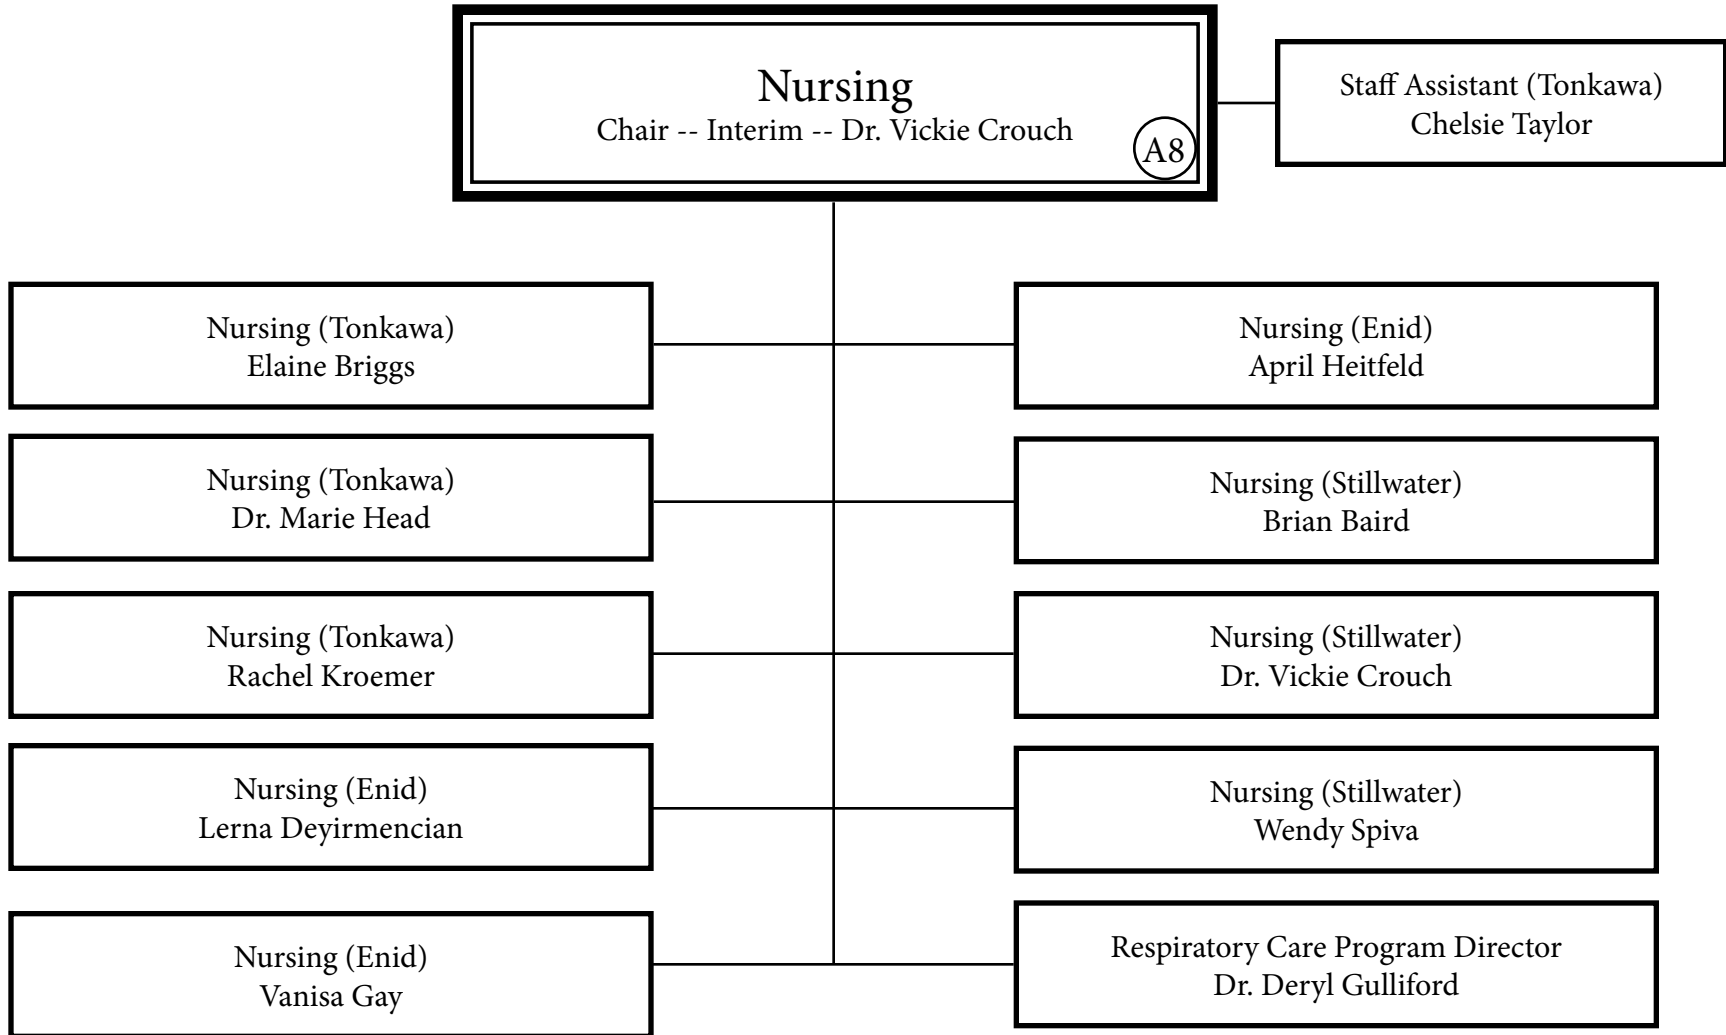 Nursing
Chair -- Interim -- Dr. Vickie Crouch
A8
Staff Assistant (Tonkawa)
Chelsie Taylor
Nursing (Tonkawa)
Elaine Briggs
Nursing (Enid)
April Heitfeld
Nursing (Tonkawa)
Dr. Marie Head
Nursing (Stillwater)
Brian Baird
Nursing (Tonkawa)
Rachel Kroemer
Nursing (Stillwater)
Dr. Vickie Crouch
Nursing (Enid)
Lerna Deyirmencian
Nursing (Stillwater)
Wendy Spiva
Nursing (Enid)
Vanisa Gay
Respiratory Care Program Director
Dr. Deryl Gulliford